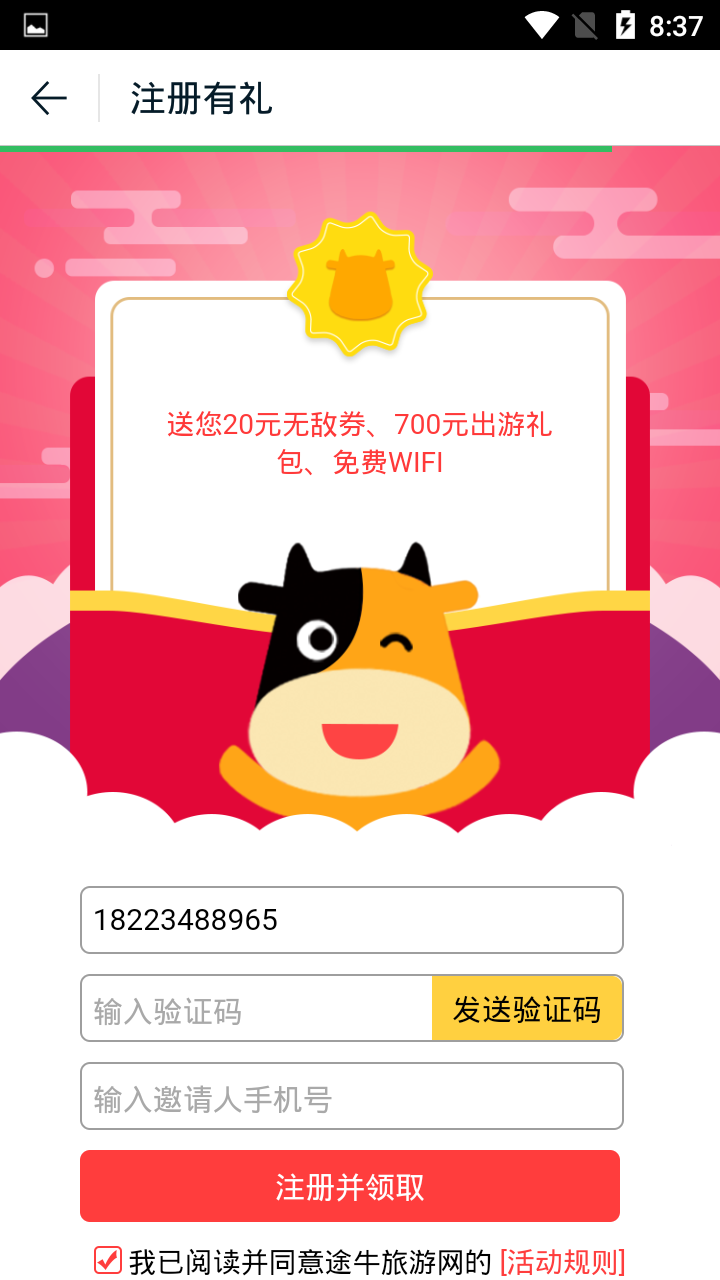 8:37
注册有礼
送您20元无敌券、700元出游礼
包、免费WIFI
18223488965
输入验证码 发送验证码
输入邀请人手机号
注册并领取
我已阅读并同意途牛旅游网的 [活动规则]